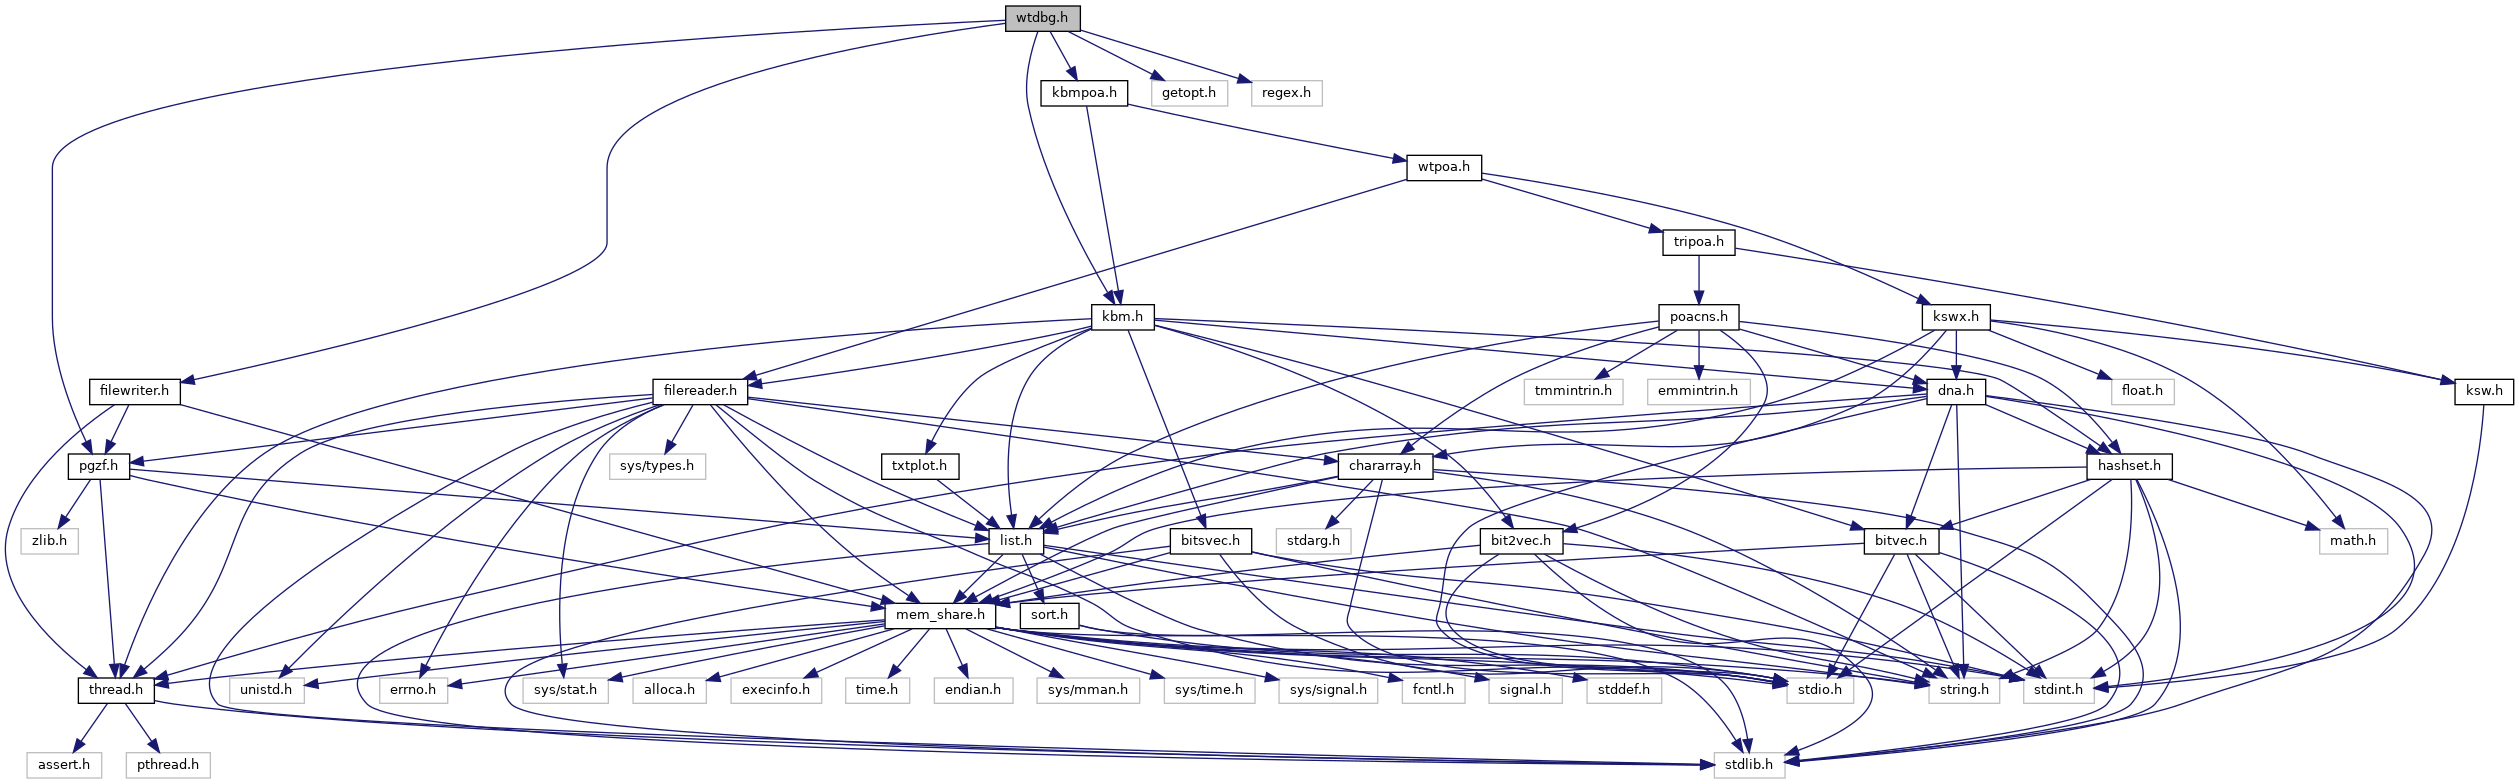 wtdbg.h
kbmpoa.h
getopt.h
regex.h
wtpoa.h
tripoa.h
kbm.h
poacns.h
kswx.h
filewriter.h
filereader.h
tmmintrin.h
emmintrin.h
dna.h
float.h
ksw.h
pgzf.h
sys/types.h
txtplot.h
chararray.h
hashset.h
zlib.h
list.h
bitsvec.h
stdarg.h
bit2vec.h
bitvec.h
math.h
mem_share.h
sort.h
thread.h
unistd.h
errno.h
sys/stat.h
alloca.h
execinfo.h
time.h
endian.h
sys/mman.h
sys/time.h
sys/signal.h
fcntl.h
signal.h
stddef.h
stdio.h
string.h
stdint.h
assert.h
pthread.h
stdlib.h